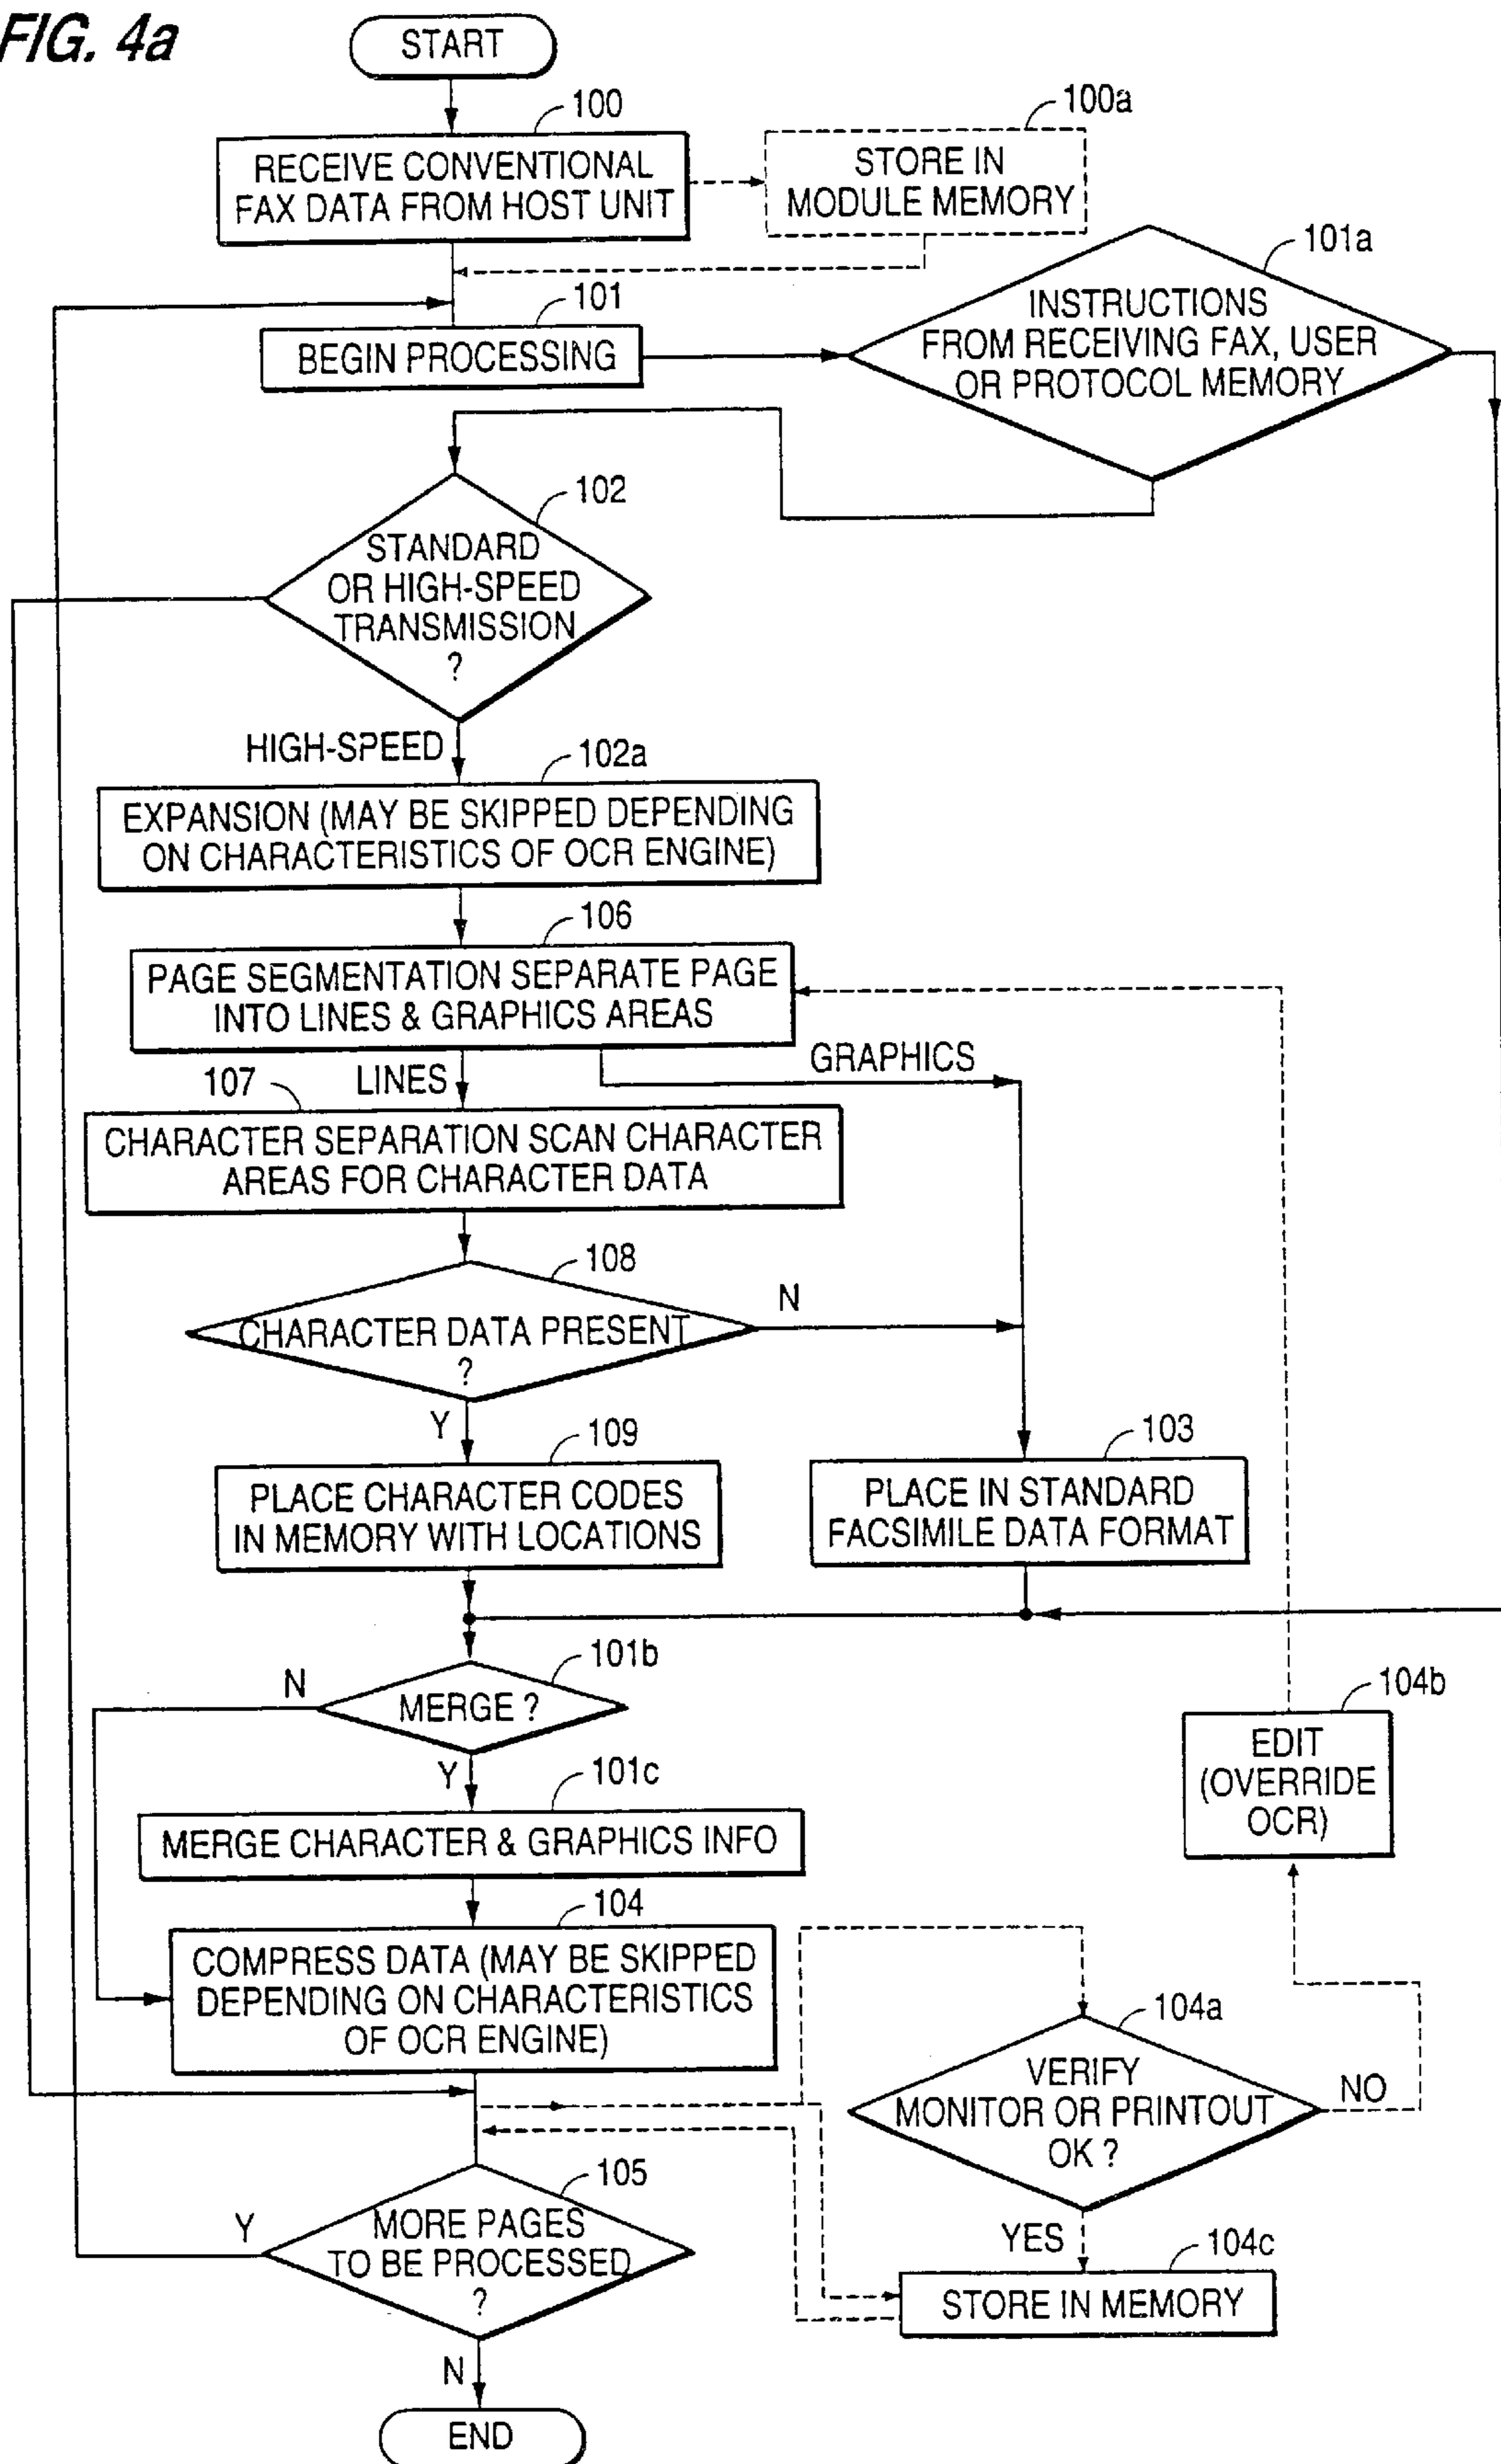 FIG. 4a
START
100
RECEIVE CONVENTIONAL
FAX DATA FROM HOST UNIT
100a
STORE IN
MODULE MEMORY
101
BEGIN PROCESSING
101a
INSTRUCTIONS
FROM RECEIVING FAX, USER
OR PROTOCOL MEMORY
102
STANDARD
OR HIGH-SPEED
TRANSMISSION
?
HIGH-SPEED
102a
EXPANSION (MAY BE SKIPPED DEPENDING
ON CHARACTERISTICS OF OCR ENGINE)
106
PAGE SEGMENTATION SEPARATE PAGE
INTO LINES & GRAPHICS AREAS
GRAPHICS
107
LINES
CHARACTER SEPARATION SCAN CHARACTER
AREAS FOR CHARACTER DATA
108
CHARACTER DATA PRESENT
?
N
Y
109
PLACE CHARACTER CODES
IN MEMORY WITH LOCATIONS
103
PLACE IN STANDARD
FACSIMILE DATA FORMAT
101b
MERGE ?
N
Y
101c
MERGE CHARACTER & GRAPHICS INFO
104
COMPRESS DATA (MAY BE SKIPPED
DEPENDING ON CHARACTERISTICS
OF OCR ENGINE)
104b
EDIT
(OVERRIDE
OCR)
104a
VERIFY
MONITOR OR PRINTOUT
OK ?
NO
YES
104c
STORE IN MEMORY
105
MORE PAGES
TO BE PROCESSED
?
Y
N
END